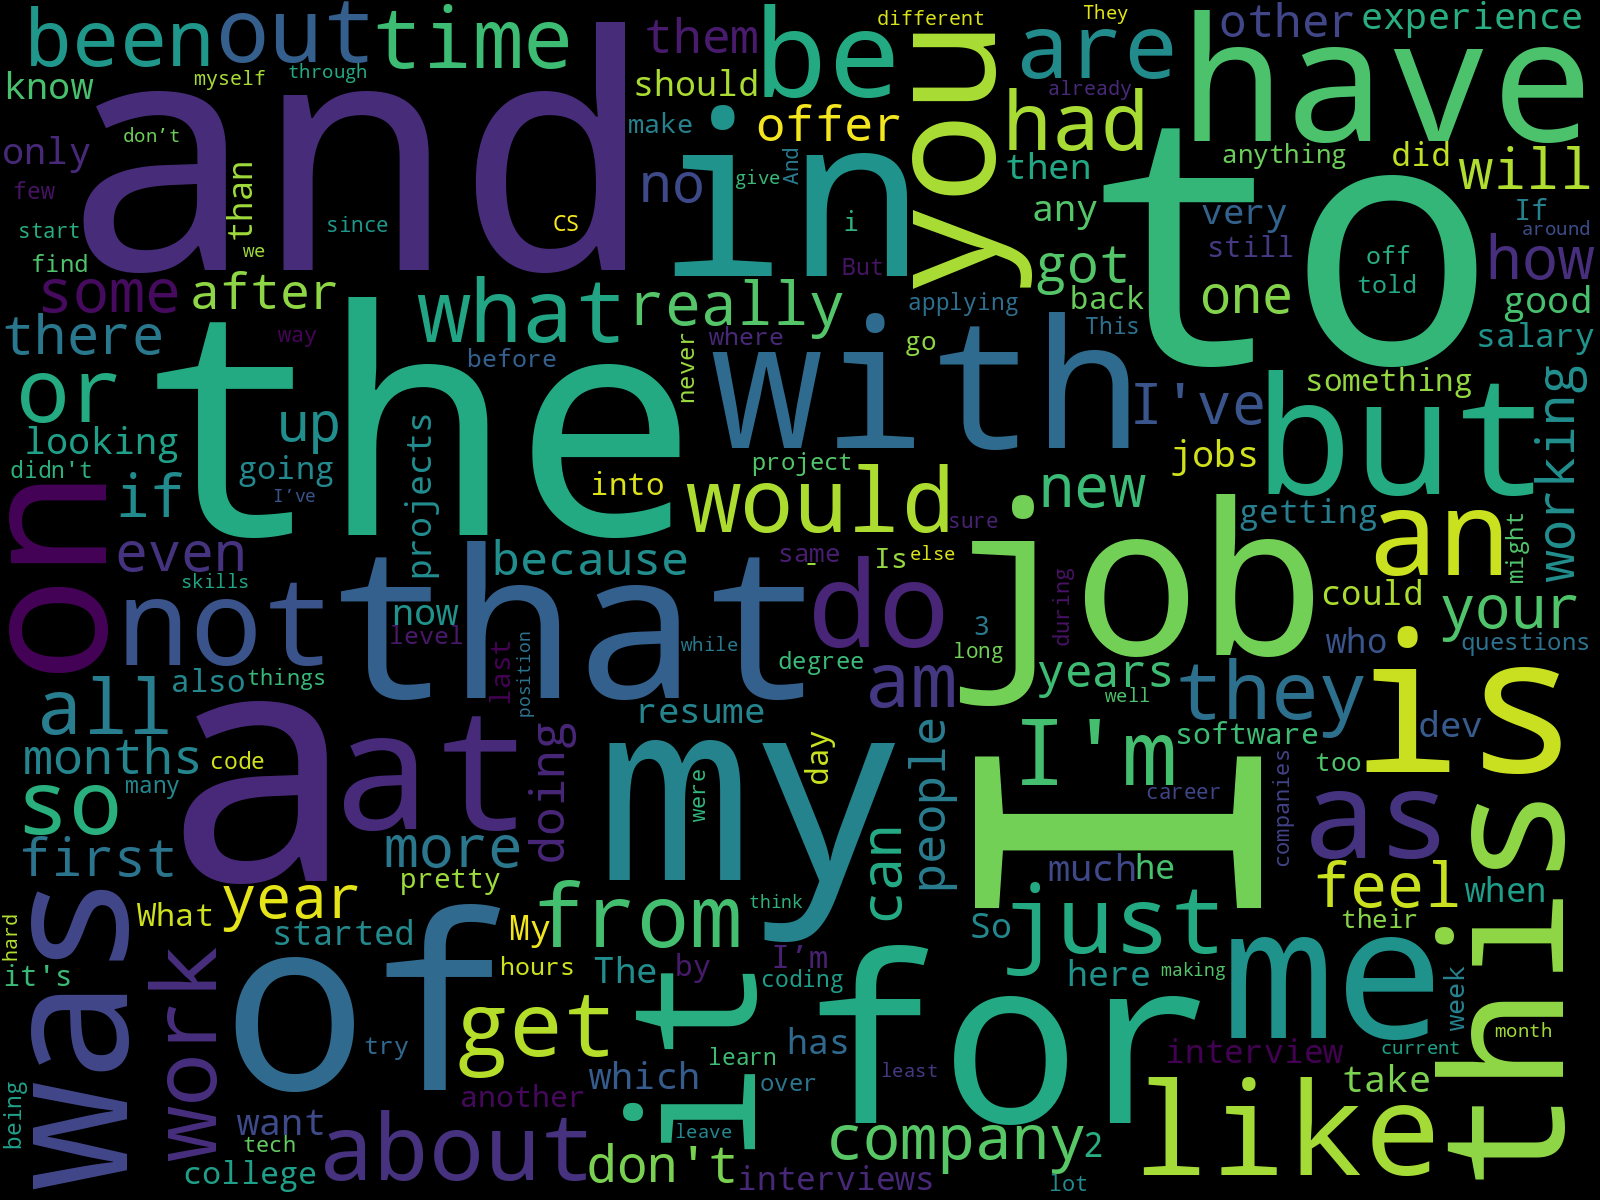 been
out
time
them
different
They
be
you
are
have
other
experience
know
myself
through
should
already
and
make
in
offer
had
anything
did
will
don’t
only
few
than
no
give
And
then
to
start
since
CS
i
any
very
If
around
find
we
But
got
still
off
told
how
some
after
what
really
applying
back
one
good
there
way
before
where
go
This
salary
the
with
never
I've
something
but
or
up
projects
looking
going
project
jobs
working
didn't
if
I’ve
into
would
new
on
sure
getting
an
even
because
same
-
Is
else
job
might
skills
not
that
now
do
3
during
could
your
level
last
position
while
degree
long
who
questions
all
also
things
am
years
well
they
is
months
a
at
doing
resume
my
day
people
I'm
software
dev
code
many
were
I
career
companies
too
so
first
more
can
much
he
as
pretty
feel
when
hard
was
What
year
started
My
from
think
So
just
their
me
this
it's
work
of
hours
The
by
I’m
coding
for
here
making
week
month
try
get
it
learn
has
interview
current
being
another
which
over
least
like
take
want
tech
college
about
don't
leave
interviews
company
2
lot